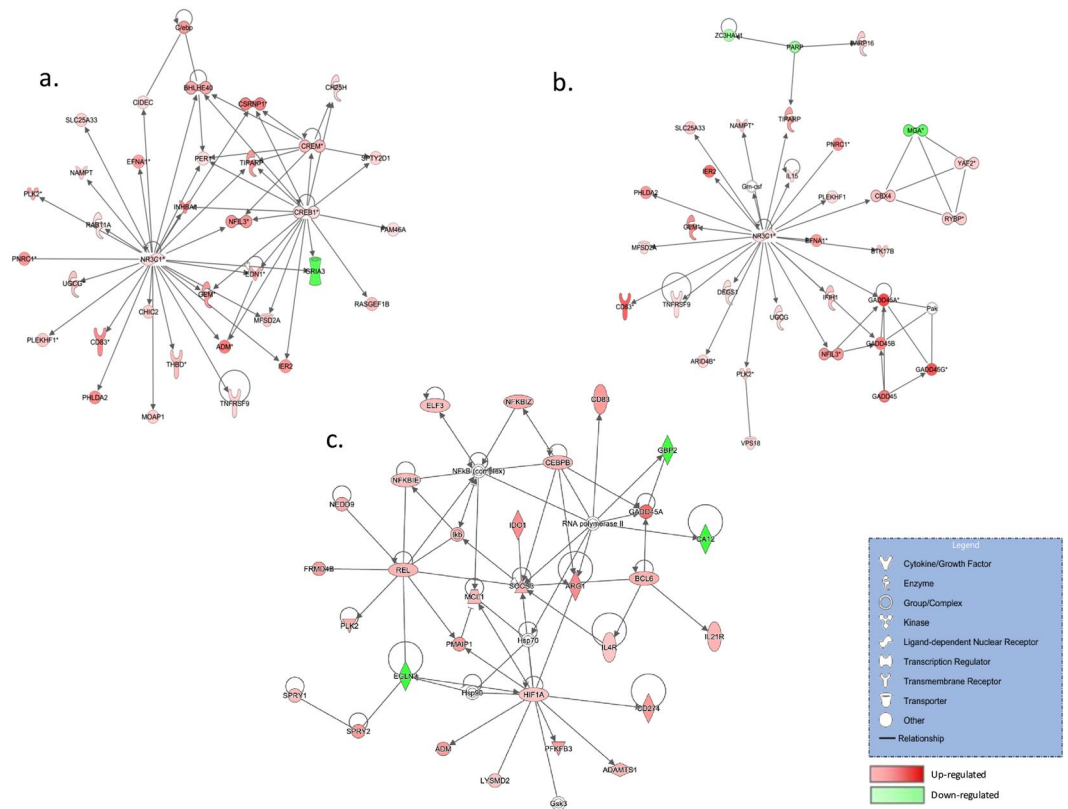 a.
C/ebp
BHLHE40
CSRNP1*
CH25H
CIDEC
SLC25A33
CREM*
EFNA1*
PER1*
TIPARP
SPTY2D1
NAMPT
PLK2*
INHBA*
RAB11A
NFIL3*
CREB1*
FAM46A
PNRC1*
NR3C1*
EDN1*
GRIA3
UGCG
GEM*
RASGEF1B
CHIC2
MFSD2A
PLEKHF1*
CD83*
ADM*
THBD*
IER2
PHLDA2
TNFRSF9
MOAP1
b.
PARP
TIPARP
SLC25A33
NAMPT*
MGA*
PNRC1*
IER2
IL15
YAF2*
Gm-csf
PHLDA2
PLEKHF1
CBX4
RYBP*
GEM*
NR3C1*
EFNA1*
MFSD2A
STK17B
DEGS1
CD83*
TNFRSF9
IFIH1
GADD45A*
UGCG
Pak
GADD45B
ARID4B*
NFIL3*
PLK2*
GADD45G*
GADD45
VPS18
c.
ELF3
NFKBIZ
CD83
GBP2
NFkB (complex)
CEBPB
NFKBIE
NEDD9
IDO1
GADD45A
RNA polymerase II
Ikb
CA12
FRMD4B
REL
SOCS3
ARG1
BCL6
MCL1
PLK2
PMAIP1
Hsp70
IL4R
IL21R
EGLN3
Hsp90
HIF1A
SPRY1
CD274
SPRY2
ADM
PFKFB3
ADAMTS1
LYSMD2
Gsk3
Legend
Cytokine/Growth Factor
Enzyme
Group/Complex
Kinase
Ligand-dependent Nuclear Receptor
Transcription Regulator
Transmembrane Receptor
Transporter
Other
Relationship
Up-regulated
Down-regulated